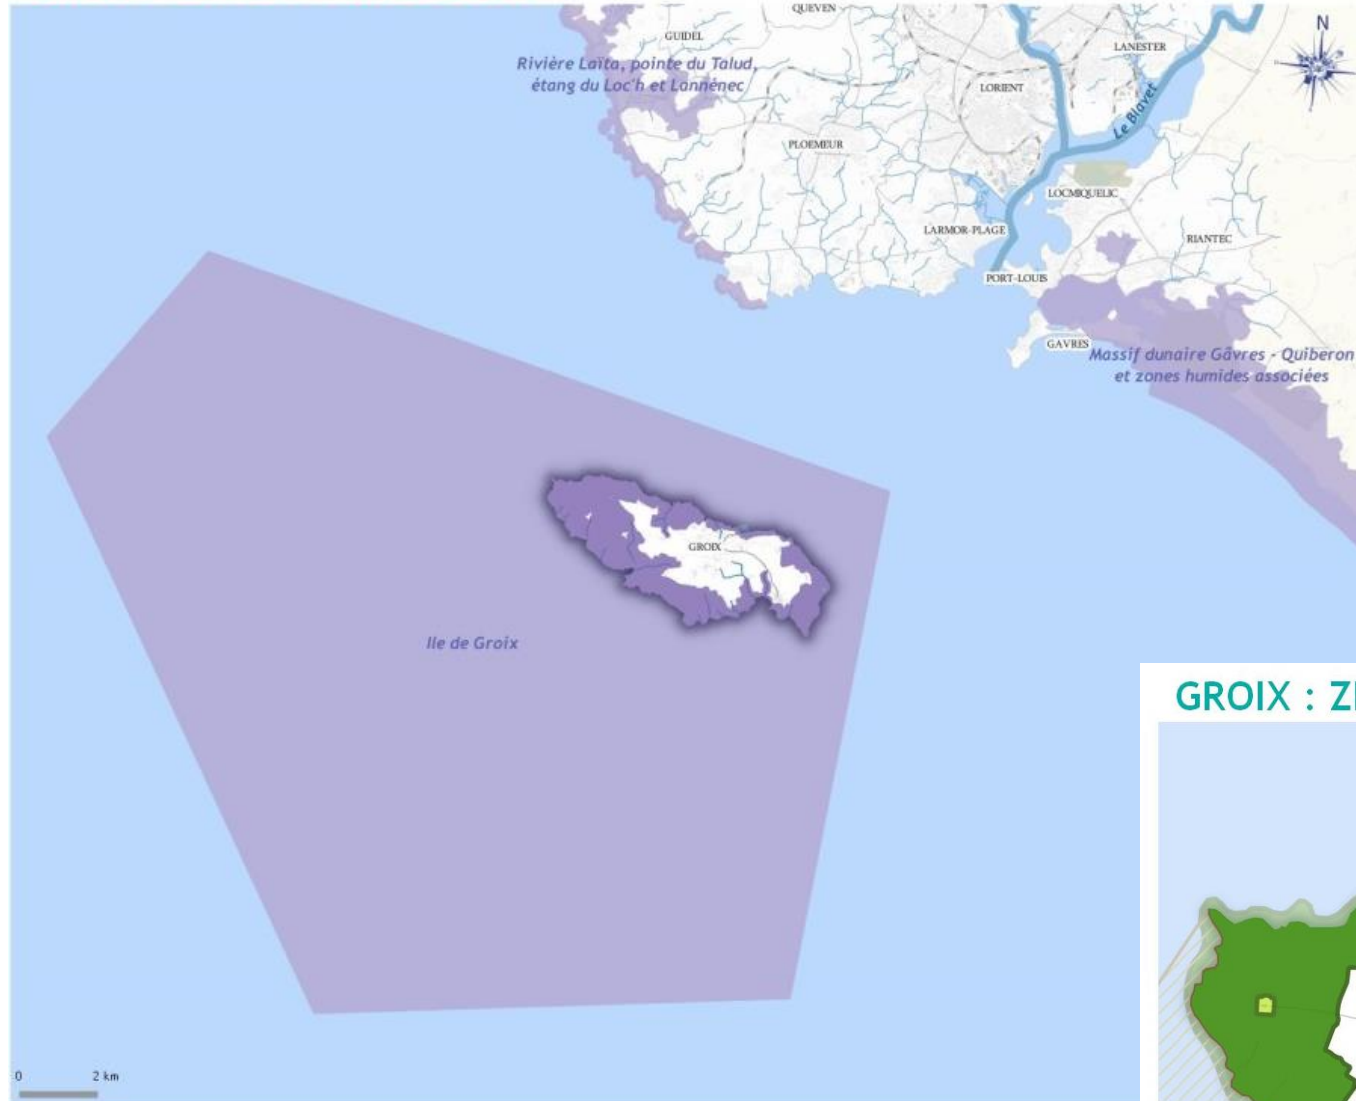 QUEVEN
GUIDEL
LANESTER
Rivière Laïta, pointe du Talud,
étang du Loc'h et Lannénec
LORIENT
Le Blavet
PLOEMEUR
LOCMIQUELIC
LARMOR-PLAGE
RIANTEC
PORT-LOUIS
GAVRES
Massif dunaire Gâvres - Quiberon
et zones humides associées
GROIX
Ile de Groix
GROIX :
0 2 km
N